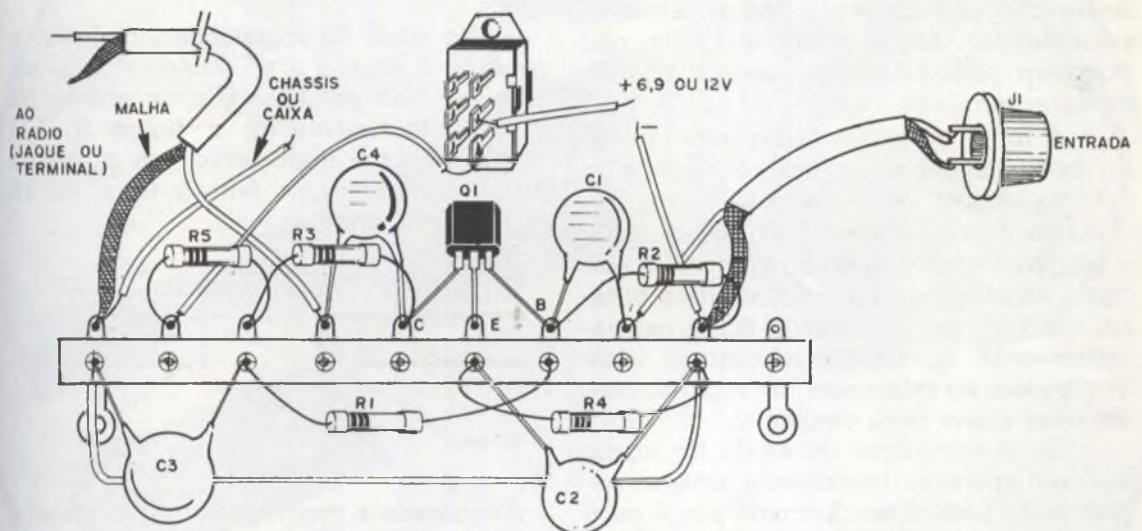 AO
RADIO
(JAQUE OU
TERMINAL)
MALHA
CHASSIS
OU
CAIXA
+ 6,9 OU 12V
−
J1
ENTRADA
C4
Q1
C1
R5
R3
R2
C
E
B
R1
R4
C3
C2